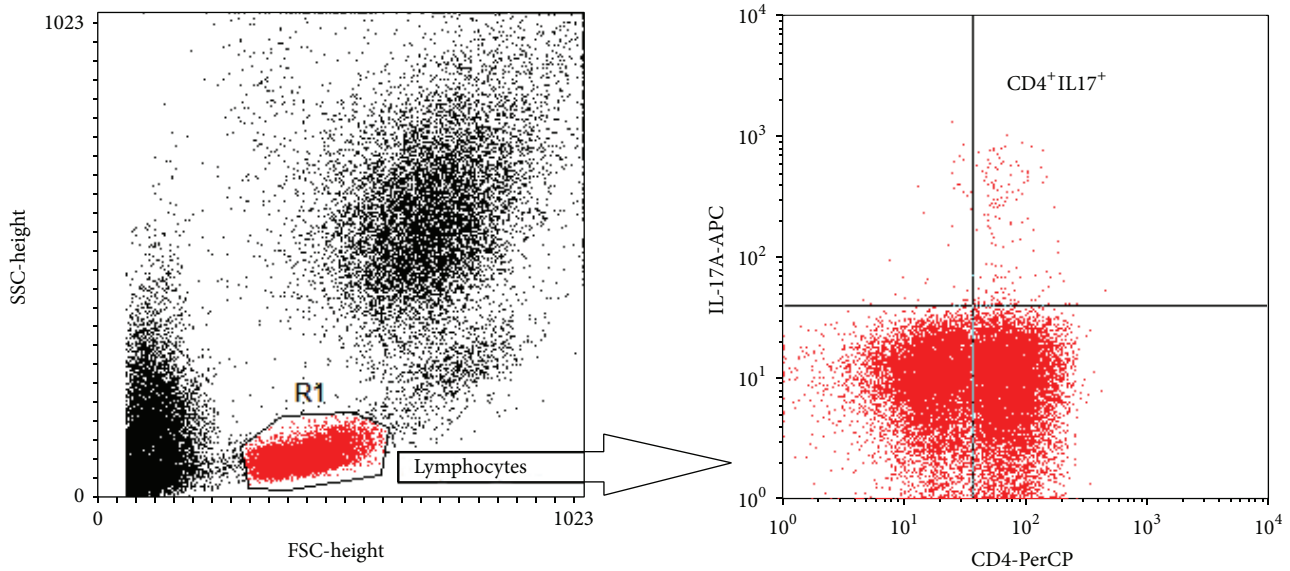 1023
SSC-height
R1
Lymphocytes
0
0
1023
FSC-height
10⁴
CD4⁺IL17⁺
10³
IL-17A-APC
10²
10¹
10⁰
10⁰
10¹
10²
10³
10⁴
CD4-PerCP